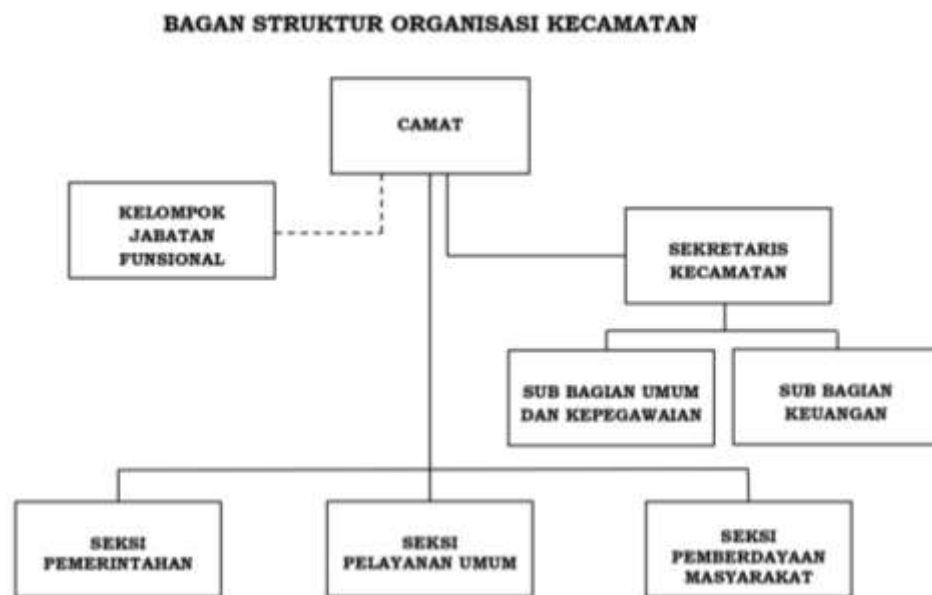 BAGAN STRUKTUR ORGANISASI KECAMATAN
CAMAT
KELOMPOK
JABATAN
FUNSIONAL
SEKRETARIS
KECAMATAN
SUB BAGIAN UMUM
DAN KEPEGAWAIAN
SUB BAGIAN
KEUANGAN
SEKSI
PEMERINTAHAN
SEKSI
PELAYANAN UMUM
SEKSI
PEMBERDAYAAN
MASYARAKAT